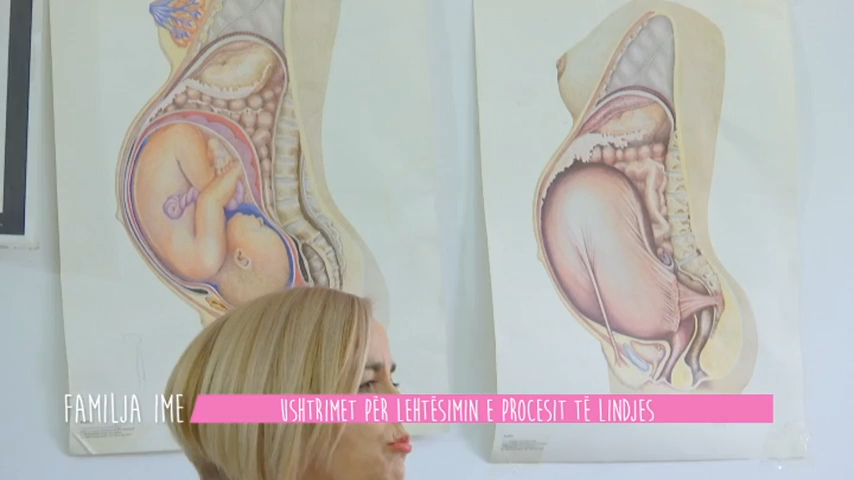 FAMILJA IME
USHTRIMET PËR LEHTËSIMIN E PROCESIT TË LINDJES